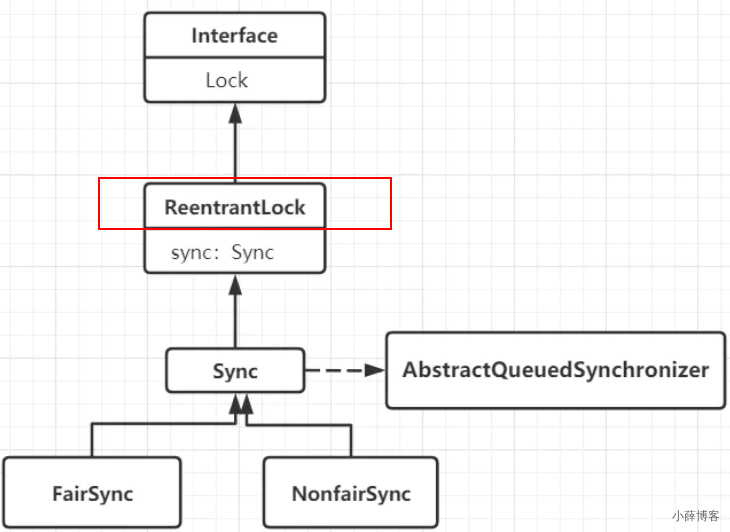 Interface
Lock
ReentrantLock
sync：Sync
Sync
AbstractQueuedSynchronizer
FairSync
NonfairSync
小薛博客